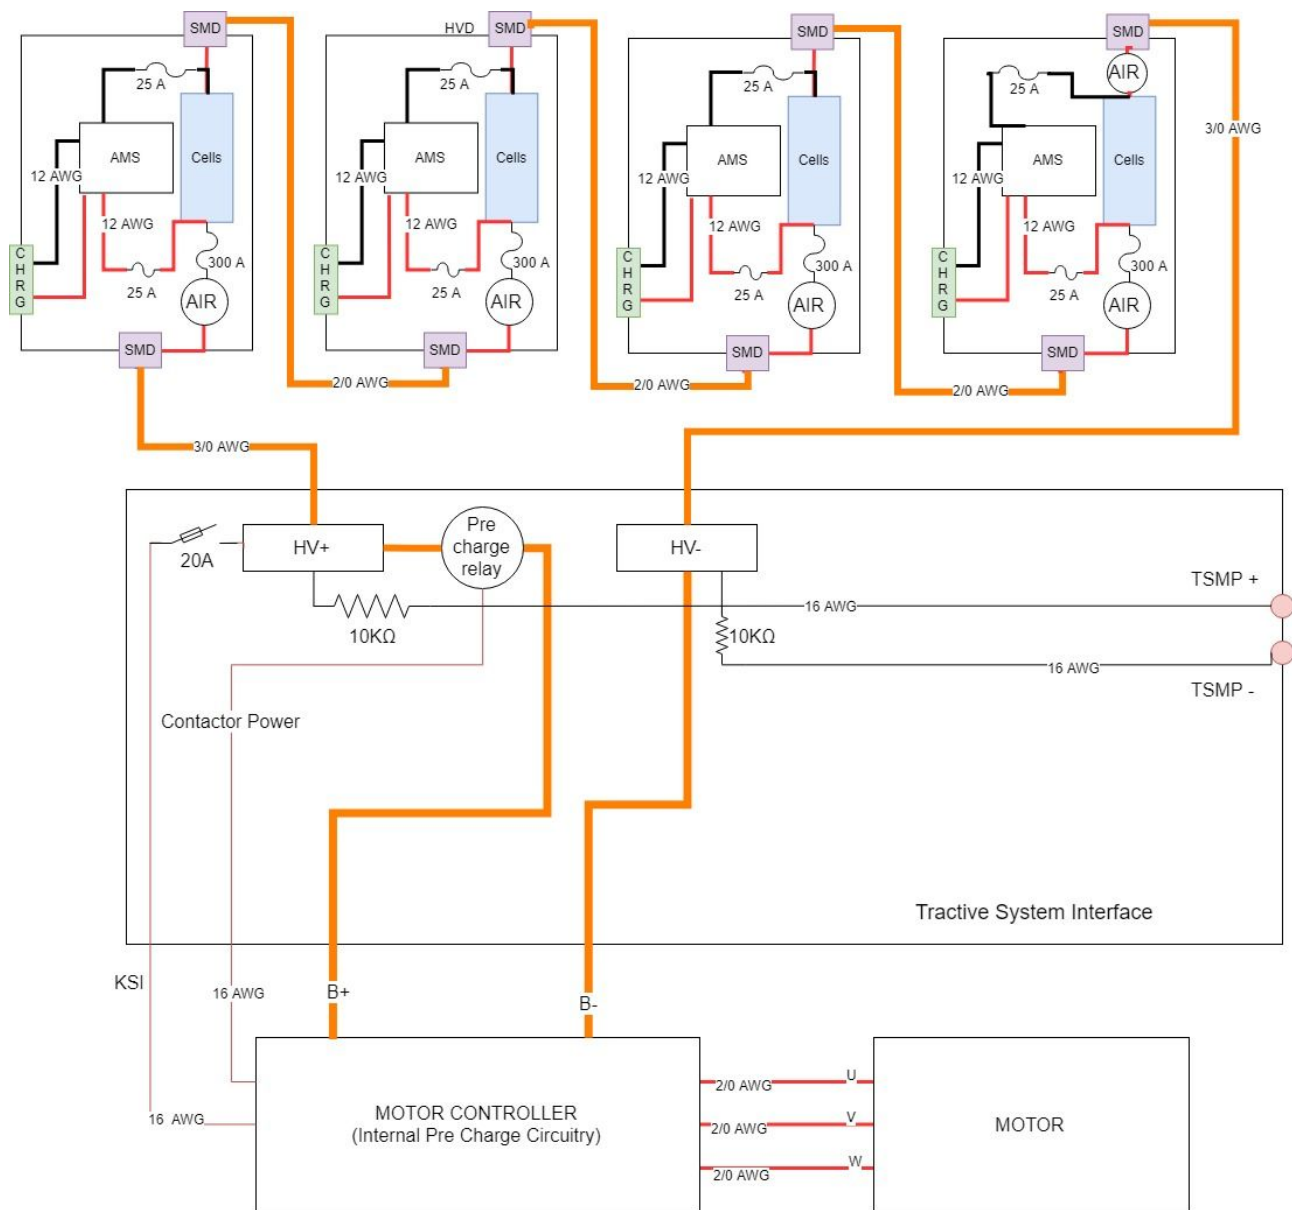 SMD
HVD
SMD
SMD
SMD
25 A
25 A
25 A
AIR
25 A
3/0 AWG
AMS
Cells
AMS
Cells
AMS
Cells
AMS
Cells
12 AWG
12 AWG
12 AWG
12 AWG
12 AWG
12 AWG
12 AWG
12 AWG
C
H
R
G
C
H
R
G
C
H
R
G
C
H
R
G
300 A
300 A
300 A
300 A
25 A
25 A
25 A
25 A
AIR
AIR
AIR
AIR
SMD
SMD
SMD
SMD
2/0 AWG
2/0 AWG
2/0 AWG
3/0 AWG
20A
HV+
Pre
charge
relay
HV-
TSMP +
16 AWG
10KΩ
10KΩ
16 AWG
TSMP -
Contactor Power
Tractive System Interface
KSI
16 AWG
B+
B-
16 AWG
MOTOR CONTROLLER
(Internal Pre Charge Circuitry)
2/0 AWG
U
2/0 AWG
V
2/0 AWG
W
MOTOR